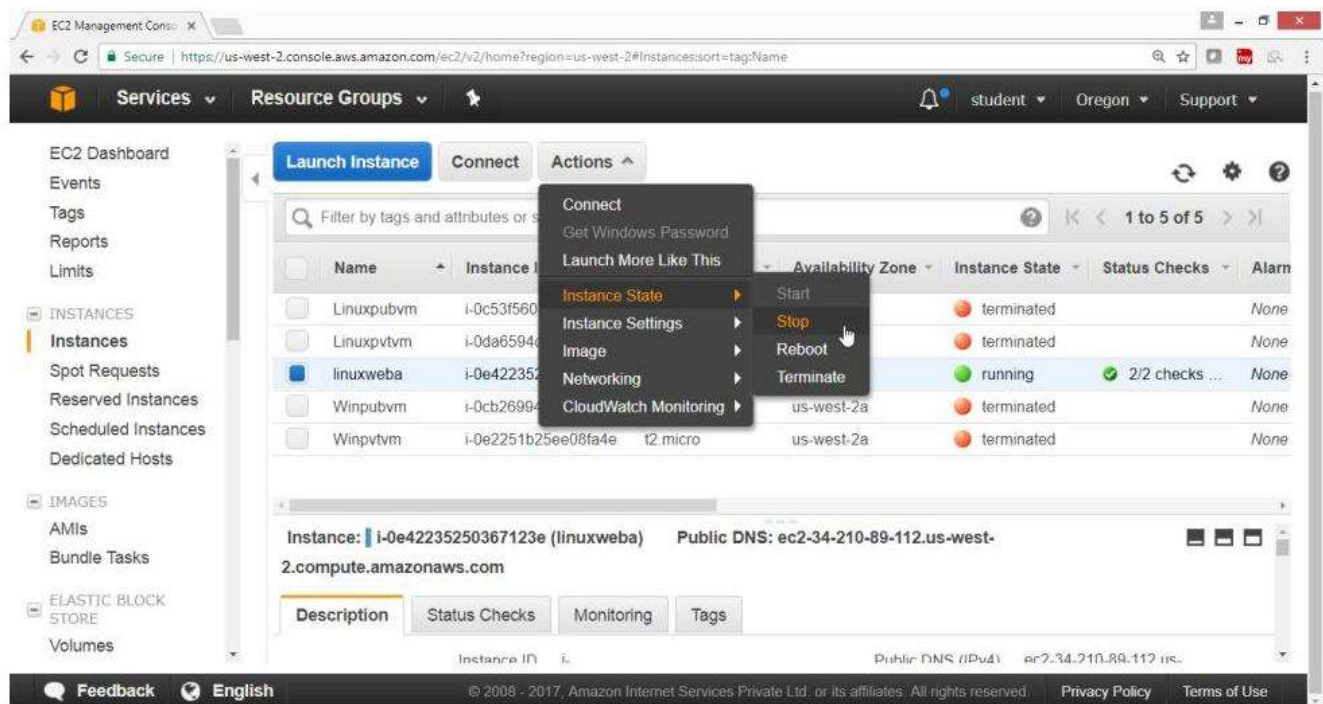 EC2 Management Conso
Secure | https://us-west-2.console.aws.amazon.com/ec2/v2/home?region=us-west-2#Instances:sort=tag:Name
my
Services Resource Groups student Oregon Support
EC2 Dashboard
Events
Tags
Reports
Limits
INSTANCES
Instances
Spot Requests
Reserved Instances
Scheduled Instances
Dedicated Hosts
IMAGES
AMIs
Bundle Tasks
ELASTIC BLOCK
STORE
Volumes
Launch Instance Connect Actions
Filter by tags and attributes or s 1 to 5 of 5
Name Instance I Availability Zone Instance State Status Checks Alarm
Linuxpubvm i-0c53f560 terminated None
Linuxpvtvm i-0da6594 terminated None
linuxweba i-0e422352 running 2/2 checks ... None
Winpubvm i-0cb26994 us-west-2a terminated None
Winpvtvm i-0e2251b25ee08fa4e t2.micro us-west-2a terminated None
Connect
Get Windows Password
Launch More Like This
Instance State
Instance Settings
Image
Networking
CloudWatch Monitoring
Start
Stop
Reboot
Terminate
Instance: i-0e42235250367123e (linuxweba) Public DNS: ec2-34-210-89-112.us-west-
2.compute.amazonaws.com
Description Status Checks Monitoring Tags
Instance ID i- Public DNS (IPv4) ec2-34-210-89-112.us-
Feedback English © 2008 - 2017, Amazon Internet Services Private Ltd. or its affiliates. All rights reserved. Privacy Policy Terms of Use